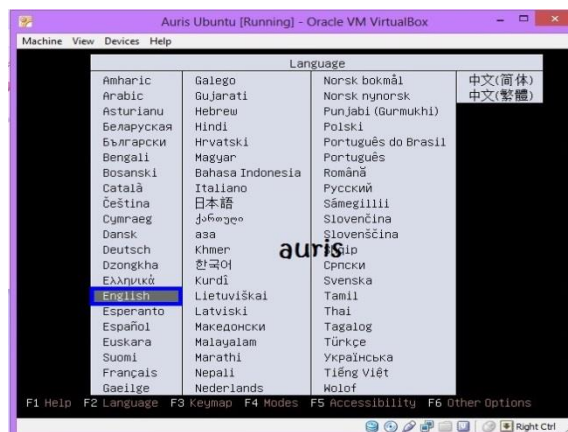 Auris Ubuntu [Running] - Oracle VM VirtualBox
Machine View Devices Help
Language
Amharic
Arabic
Asturianu
Беларуская
Български
Bengali
Bosanski
Català
Čeština
Cymraeg
Dansk
Deutsch
Dzongkha
Ελληνικά
English
Esperanto
Español
Euskara
Suomi
Français
Gaeilge
Galego
Gujarati
Hebrew
Hindi
Hrvatski
Magyar
Bahasa Indonesia
Italiano
日本語
ქართული
ааа
Khmer
한국어
Kurdî
Lietuviškai
Latviski
Македонски
Malayalam
Marathi
Nepali
Nederlands
Norsk bokmål
Norsk nynorsk
Punjabi (Gurmukhi)
Polski
Português do Brasil
Português
Română
Русский
Sámegillii
Slovenčina
Slovenščina
Shqip
Српски
Svenska
Tamil
Thai
Tagalog
Türkçe
Українська
Tiếng Việt
Wolof
中文(简体)
中文(繁體)
auris
F1 Help F2 Language F3 Keymap F4 Modes F5 Accessibility F6 Other Options
Right Ctrl